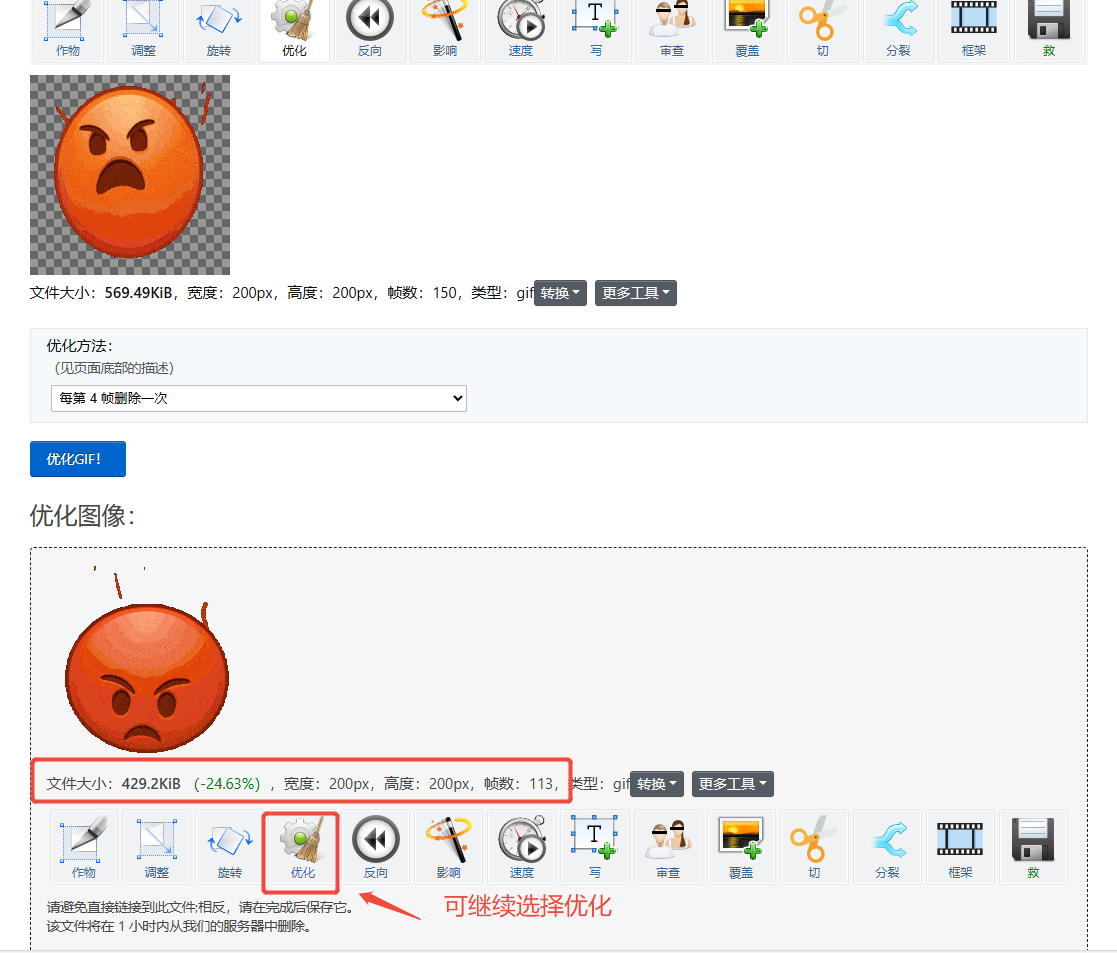 作物 调整 旋转 优化 反向 影响 速度 写 审查 覆盖 切 分裂 框架 救
文件大小：569.49KiB，宽度：200px，高度：200px，帧数：150，类型：gif 转换 更多工具
优化方法：
（见页面底部的描述）
每第 4 帧删除一次
优化GIF!
优化图像：
文件大小：429.2KiB （-24.63%） ，宽度：200px，高度：200px，帧数：113，类型：gif 转换 更多工具
作物 调整 旋转 优化 反向 影响 速度 写 审查 覆盖 切 分裂 框架 救
请避免直接链接到此文件;相反，请在完成后保存它。
可继续选择优化
该文件将在 1 小时内从我们的服务器中删除。